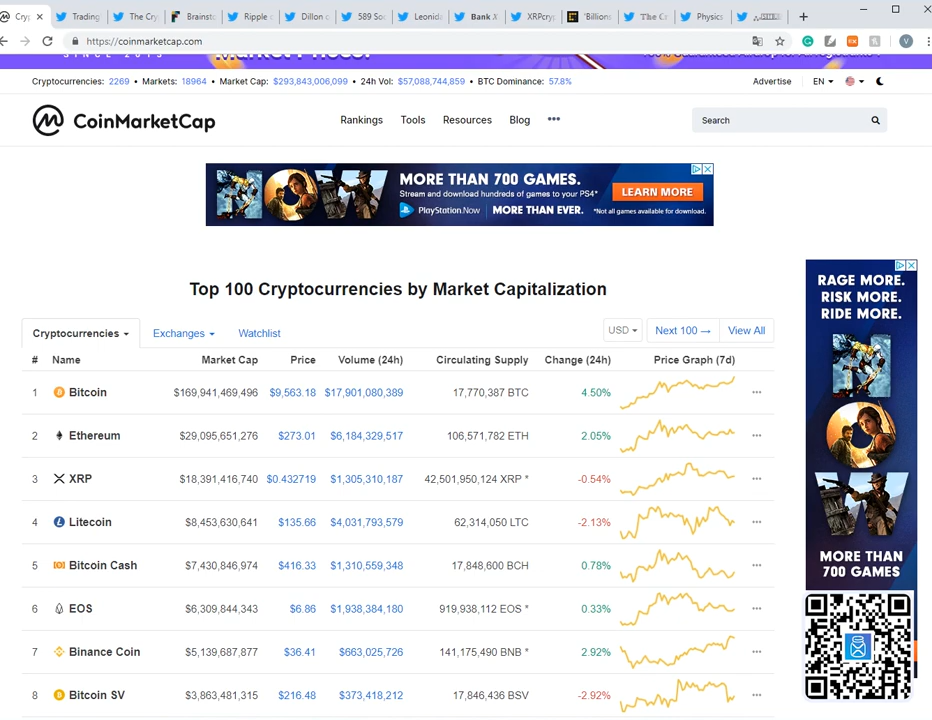 Cryp
Trading
The Cry
Brainsto
Ripple
Dillon
589 Soc
Leonida
Bank X
XRPcryp
'Billions
The C
Physics
https://coinmarketcap.com
V
SINCE 2013
Cryptocurrencies: 2269 • Markets: 18964 • Market Cap: $293,843,006,099 • 24h Vol: $57,088,744,859 • BTC Dominance: 57.8%
Advertise EN
CoinMarketCap
Rankings Tools Resources Blog •••
Search
MORE THAN 700 GAMES.
Stream and download hundreds of games to your PS4*
PlayStation.Now MORE THAN EVER.
LEARN MORE
*Not all games available for download.
Top 100 Cryptocurrencies by Market Capitalization
Cryptocurrencies Exchanges Watchlist
USD Next 100 → View All
# Name Market Cap Price Volume (24h) Circulating Supply Change (24h) Price Graph (7d)
1 Bitcoin $169,941,469,496 $9,563.18 $17,901,080,389 17,770,387 BTC 4.50%
2 Ethereum $29,095,651,276 $273.01 $6,184,329,517 106,571,782 ETH 2.05%
3 XRP $18,391,416,740 $0.432719 $1,305,310,187 42,501,950,124 XRP * -0.54%
4 Litecoin $8,453,630,641 $135.66 $4,031,793,579 62,314,050 LTC -2.13%
5 Bitcoin Cash $7,430,846,974 $416.33 $1,310,559,348 17,848,600 BCH 0.78%
6 EOS $6,309,844,343 $6.86 $1,938,384,180 919,938,112 EOS * 0.33%
7 Binance Coin $5,139,687,877 $36.41 $663,025,726 141,175,490 BNB * 2.92%
8 Bitcoin SV $3,863,481,315 $216.48 $373,418,212 17,846,436 BSV -2.92%
RAGE MORE.
RISK MORE.
RIDE MORE.
MORE THAN
700 GAMES